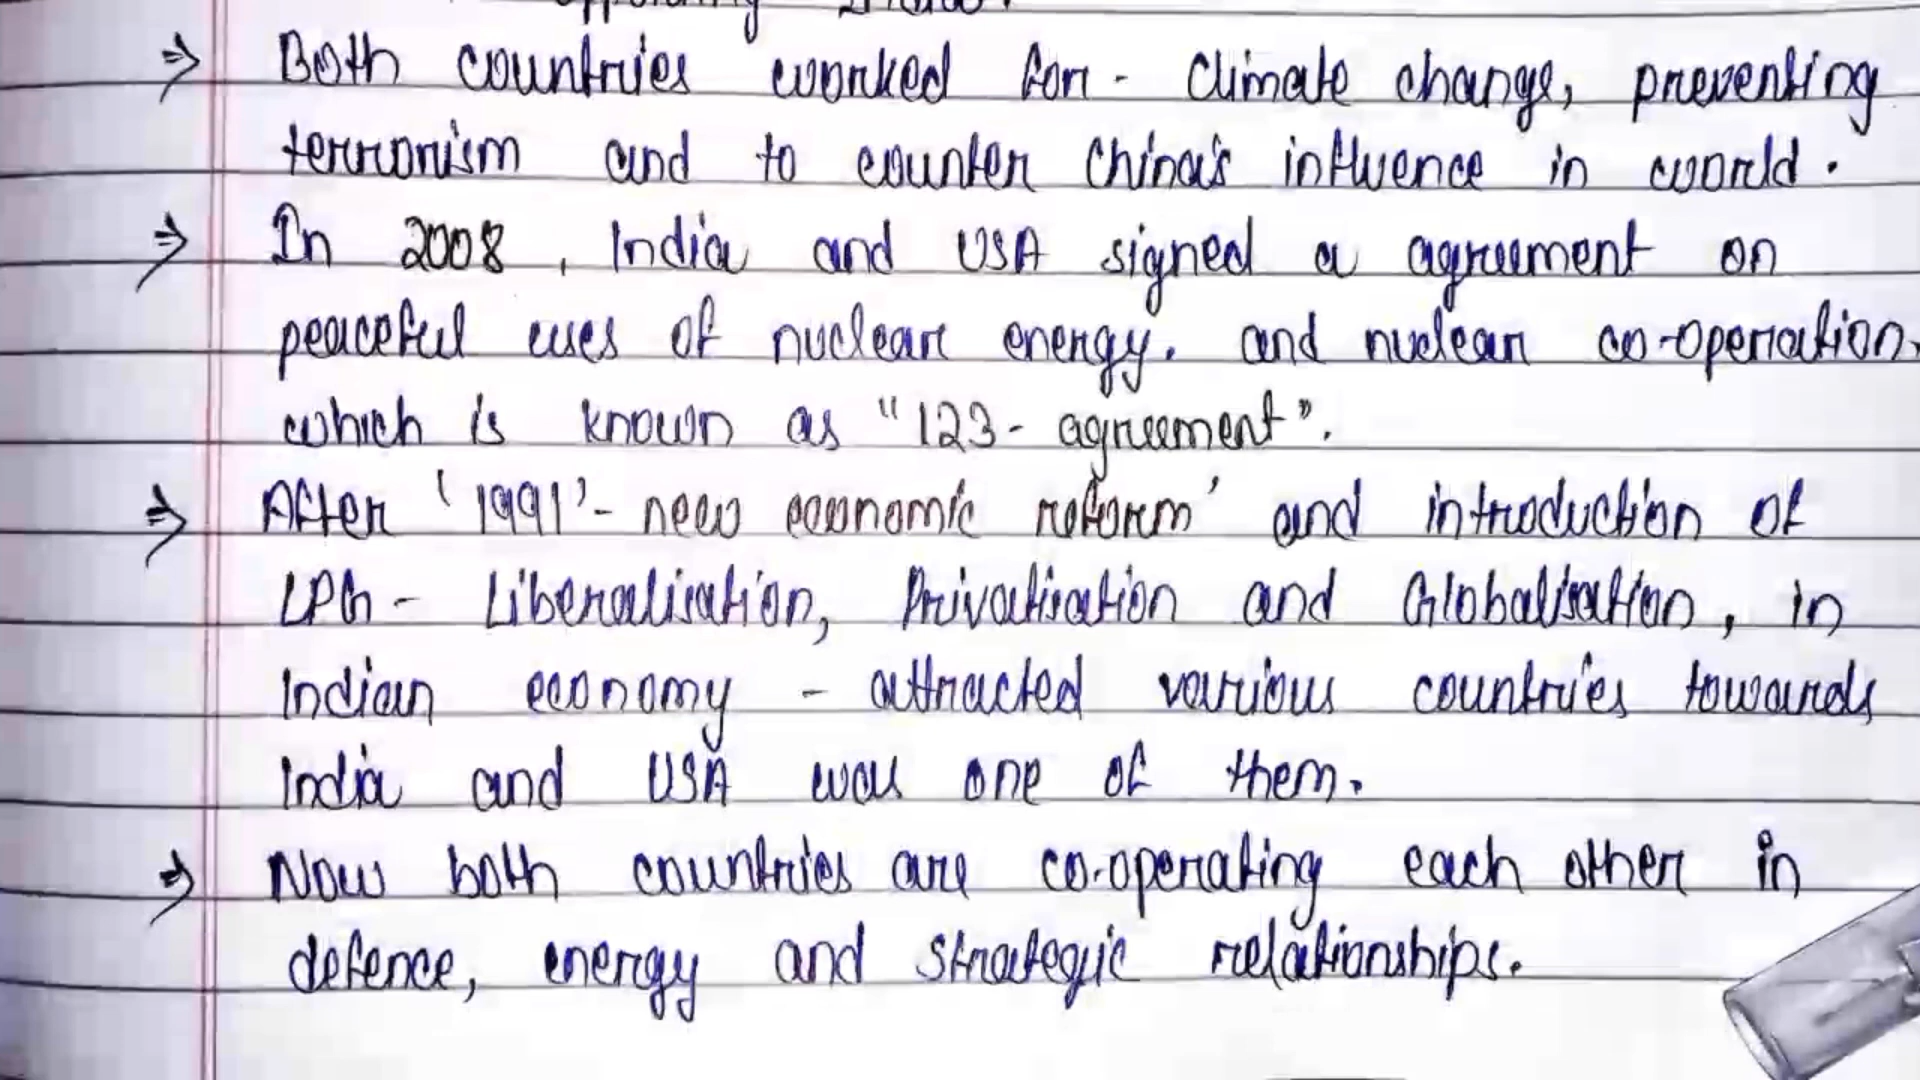 Both countries worked for - Climate change, preventing
terrorism and to counter China's influence in world.
In 2008, India and USA signed a agreement on
peaceful uses of nuclear energy. and nuclear co-operation.
which is known as "123- agreement".
After '1991'- new economic reform' and introduction of
LPG - Liberalisation, Privatisation and Globalisation, in
Indian economy - attracted various countries towards
India and USA was one of them.
Now both countries are co-operating each other in
defence, energy and strategic relationships.